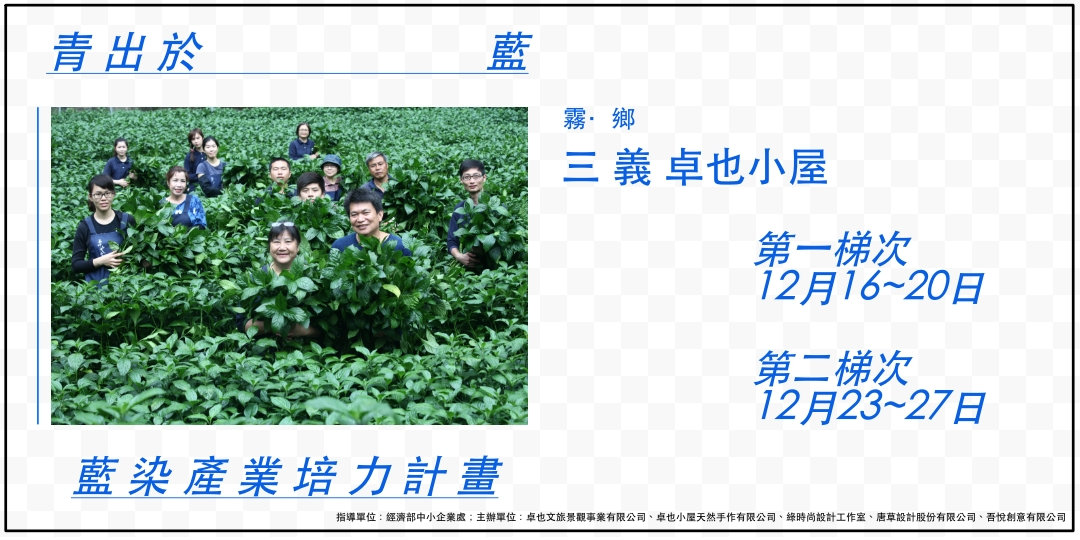 青出於 藍
霧·鄉
三義卓也小屋
第一梯次
12月16~20日
第二梯次
12月23~27日
藍染產業培力計畫
指導單位：經濟部中小企業處；主辦單位：卓也文旅景觀事業有限公司、卓也小屋天然手作有限公司、綠時尚設計工作室、唐草設計股份有限公司、吾悅創意有限公司